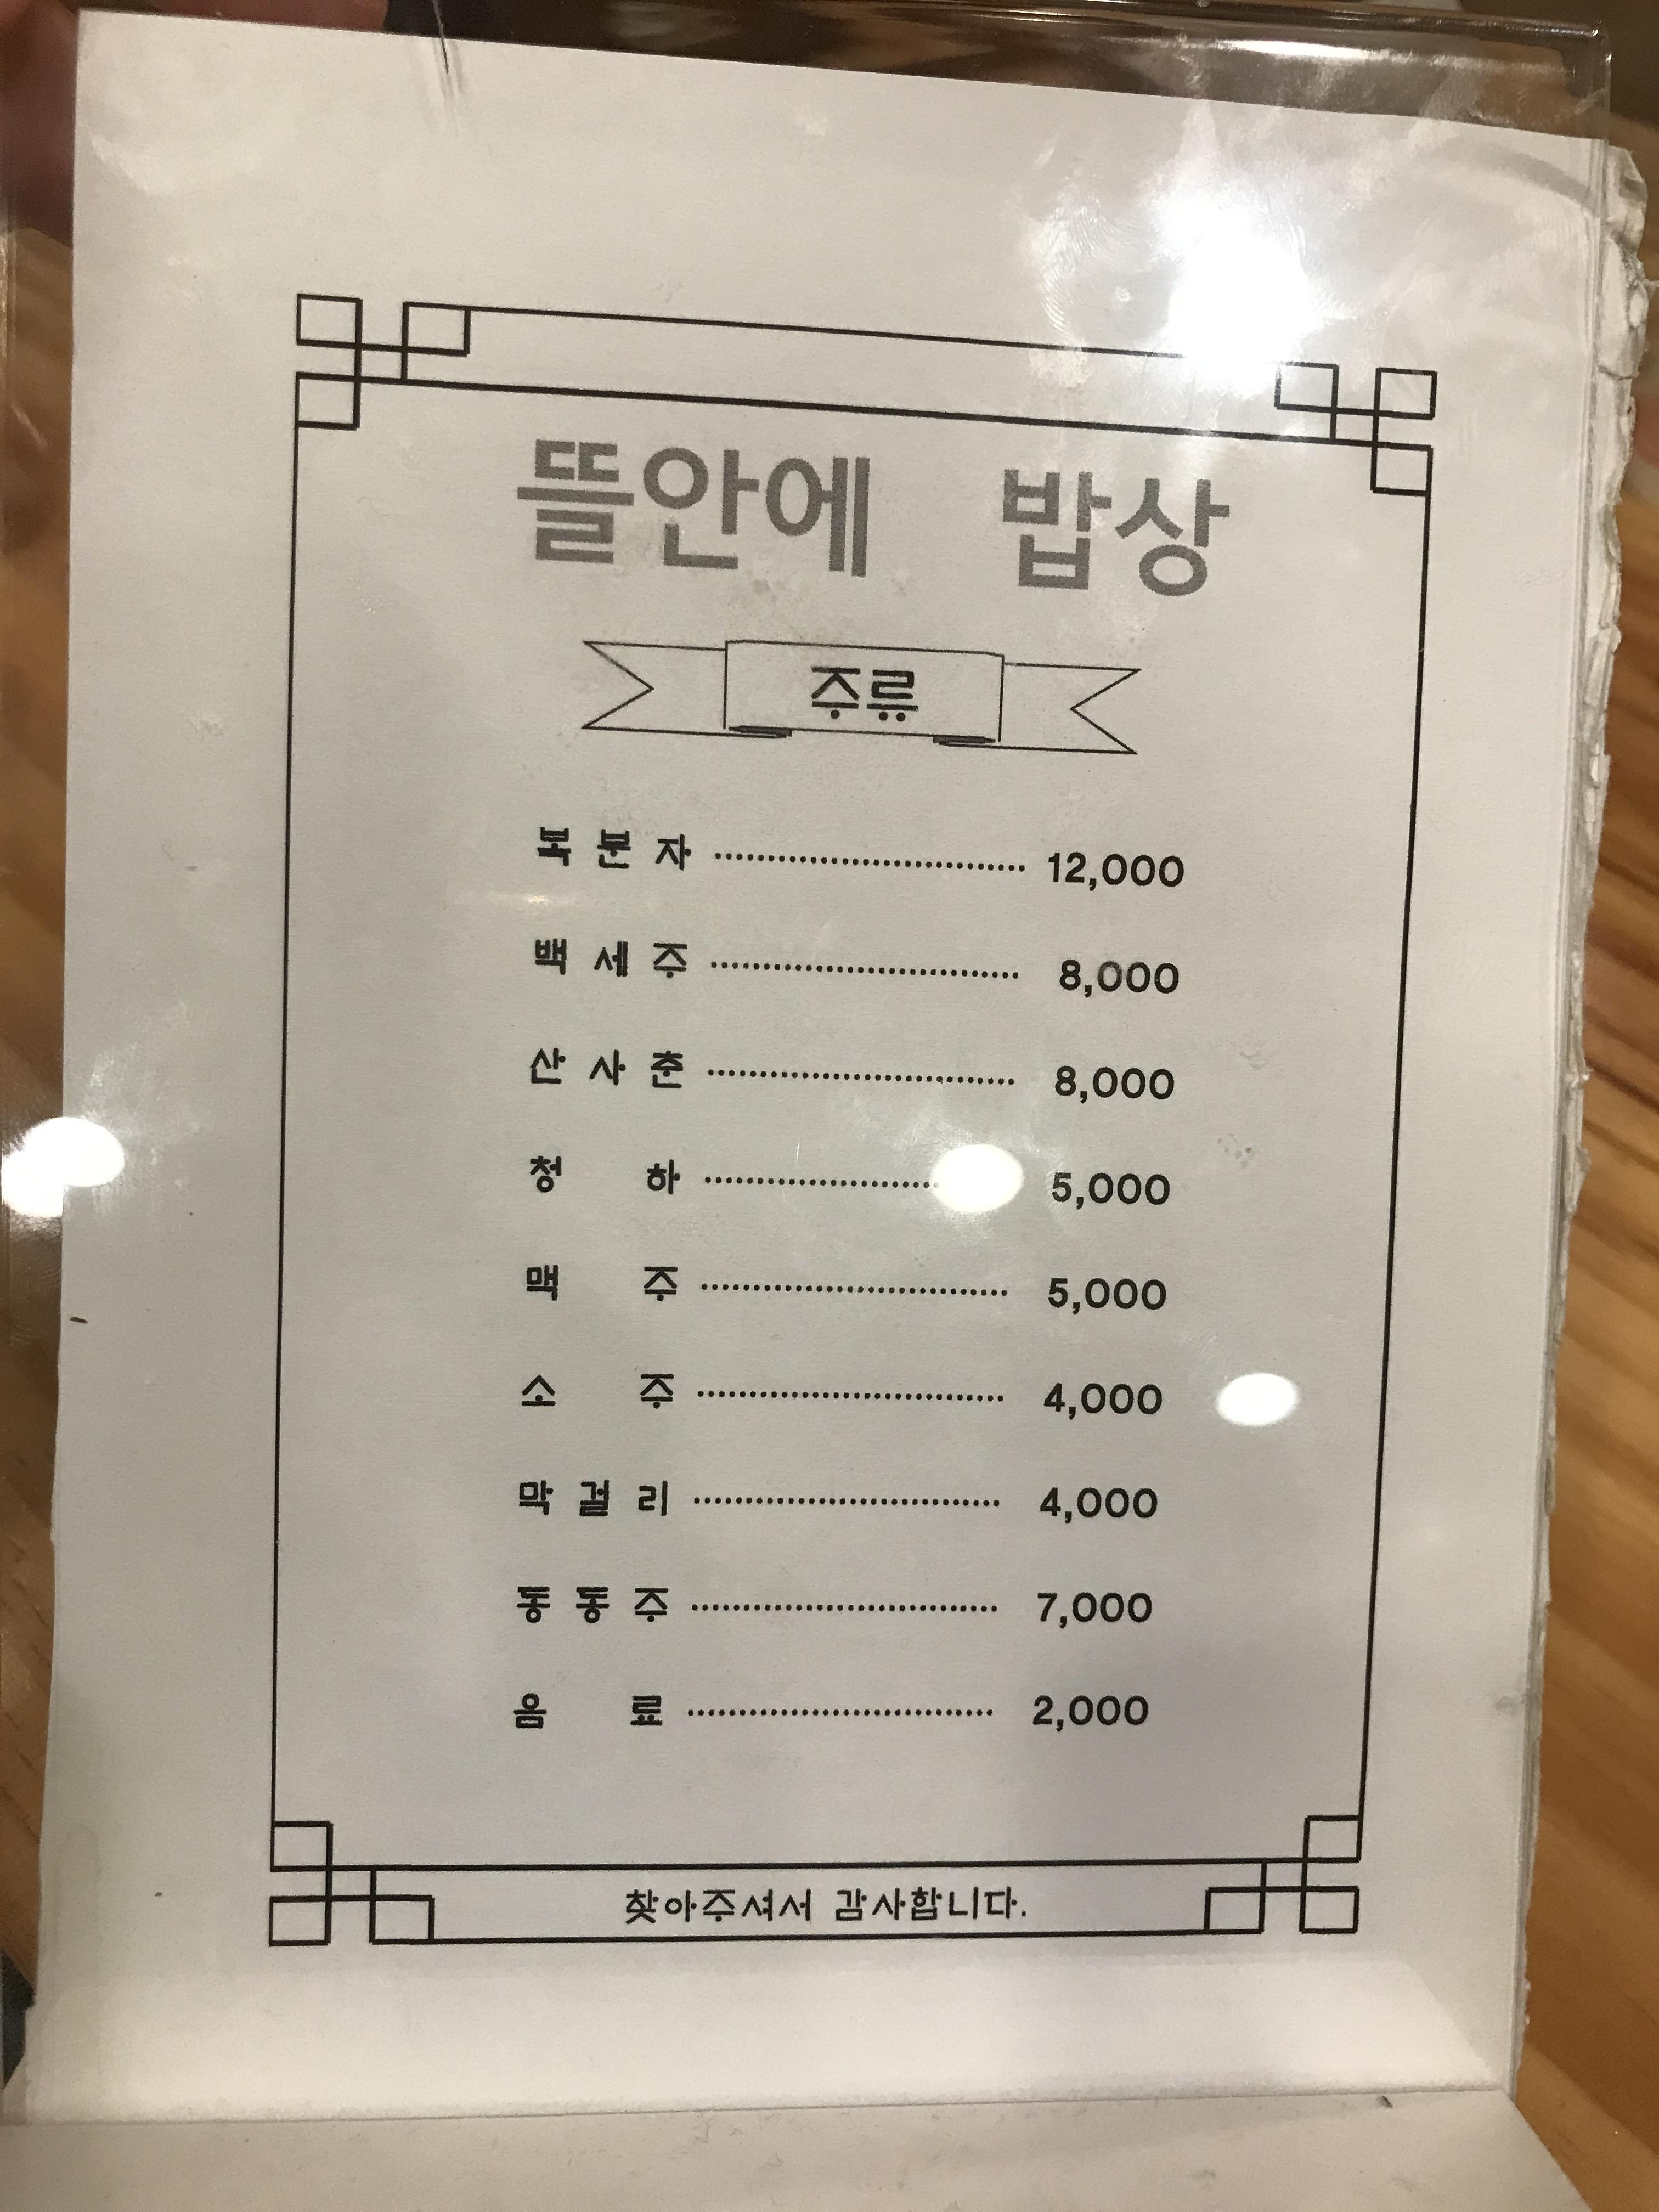 뜰안에 밥상
주류
복 분 자 ································ 12,000
백 세 주 ································ 8,000
산 사 춘 ································ 8,000
청 하 ································ 5,000
맥 주 ································ 5,000
소 주 ································ 4,000
막 걸 리 ································ 4,000
동 동 주 ································ 7,000
음 료 ································ 2,000
찾아주셔서 감사합니다.